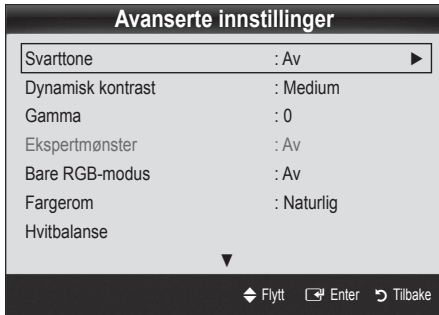 Avanserte innstillinger
Svarttone : Av ▶
Dynamisk kontrast : Medium
Gamma : 0
Ekspertmønster : Av
Bare RGB-modus : Av
Fargerom : Naturlig
Hvitbalanse
▼
Flytt Enter Tilbake